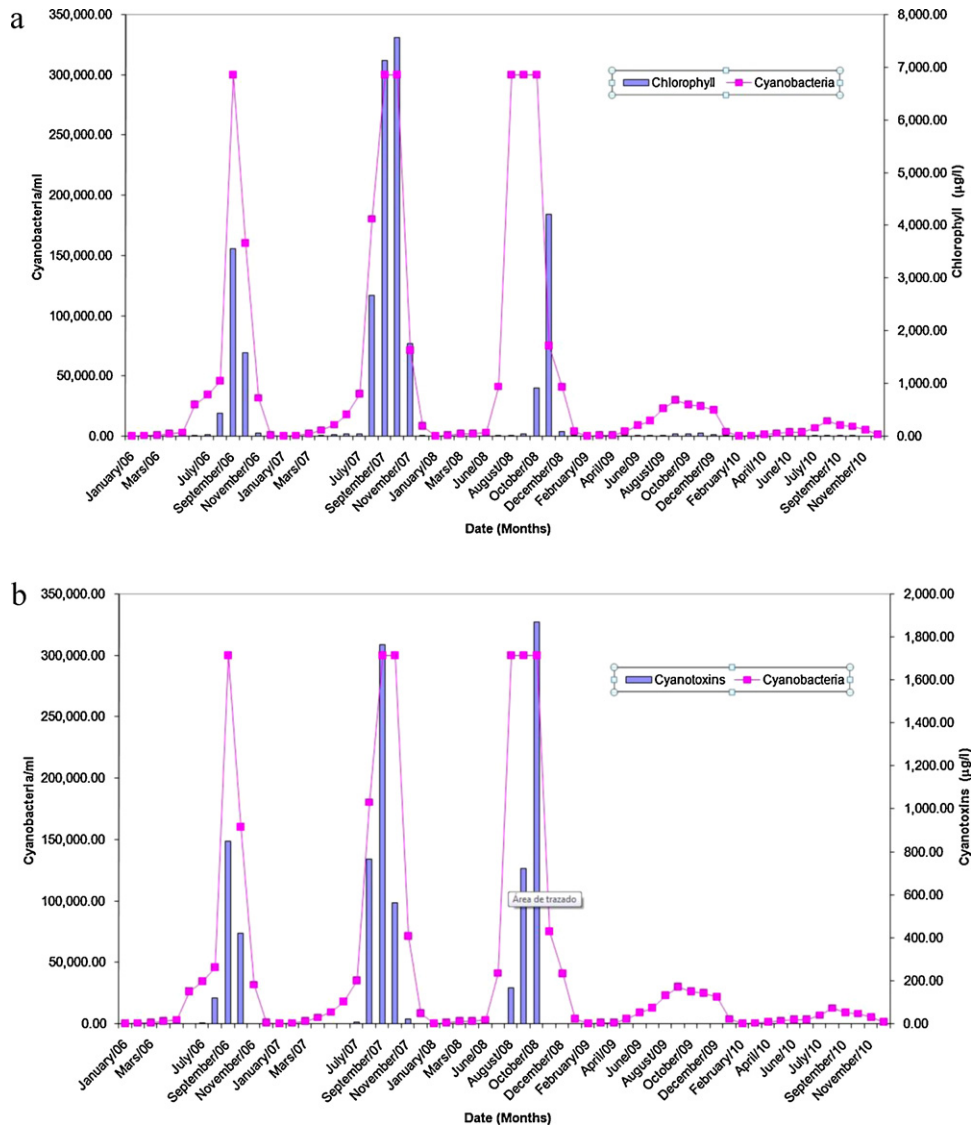 a
350,000.00
300,000.00
250,000.00
200,000.00
150,000.00
100,000.00
50,000.00
0.00
Cyanobacteria/ml
Chlorophyll Cyanobacteria
8,000.00
7,000.00
6,000.00
5,000.00
4,000.00
3,000.00
2,000.00
1,000.00
0.00
Chlorophyll (µg/l)
January/06
Mars/06
July/06
September/06
November/06
January/07
Mars/07
July/07
September/07
November/07
January/08
Mars/08
June/08
August/08
October/08
December/08
February/09
April/09
June/09
August/09
October/09
December/09
February/10
April/10
June/10
July/10
September/10
November/10
Date (Months)
b
350,000.00
300,000.00
250,000.00
200,000.00
150,000.00
100,000.00
50,000.00
0.00
Cyanobacteria/ml
Cyanotoxins Cyanobacteria
Área de trazado
2,000.00
1,800.00
1,600.00
1,400.00
1,200.00
1,000.00
800.00
600.00
400.00
200.00
0.00
Cyanotoxins (µg/l)
January/06
Mars/06
July/06
September/06
November/06
January/07
Mars/07
July/07
September/07
November/07
January/08
Mars/08
June/08
August/08
October/08
December/08
February/09
April/09
June/09
August/09
October/09
December/09
February/10
April/10
June/10
July/10
September/10
November/10
Date (Months)